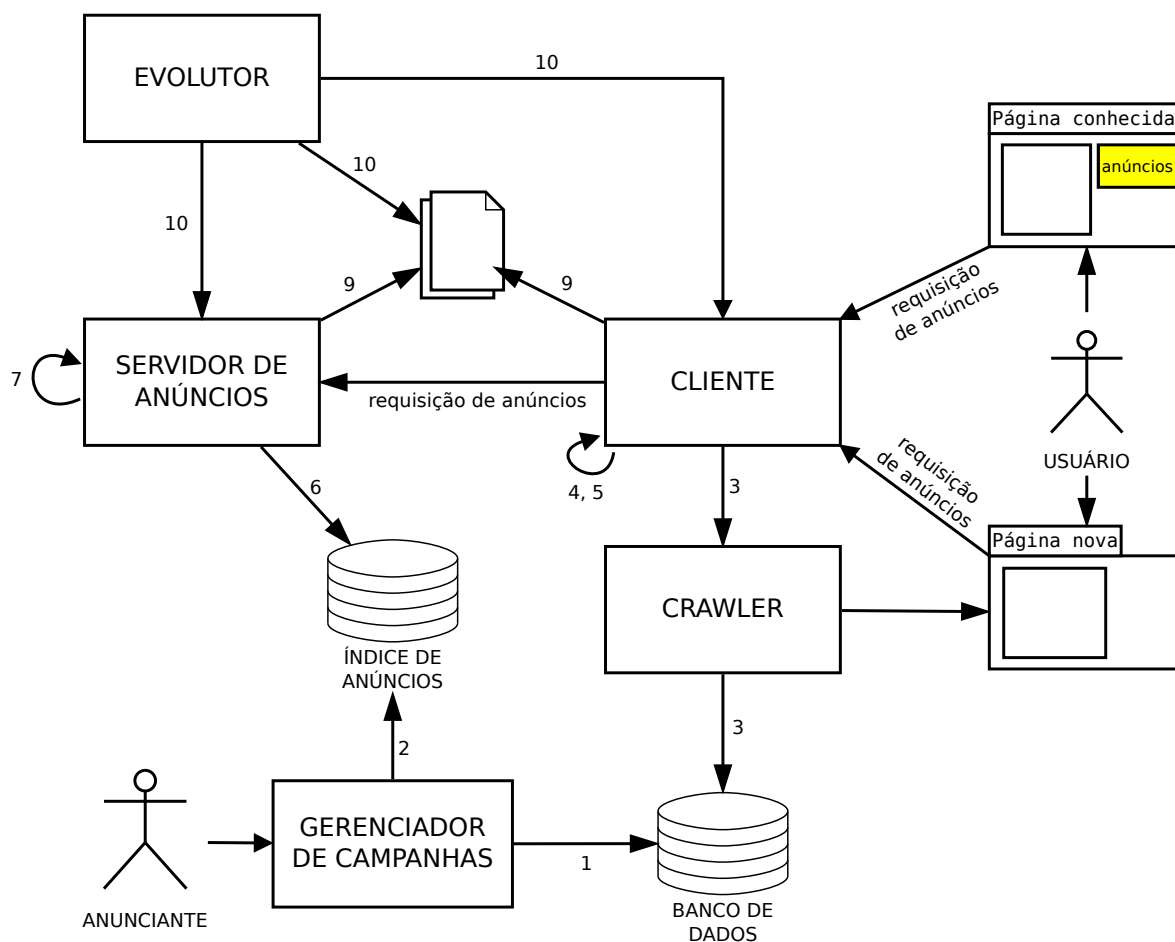 EVOLUTOR
10
Página conhecida
anúncios
10
10
9
9
requisição
de anúncios
7
SERVIDOR DE
ANÚNCIOS
CLIENTE
requisição de anúncios
requisição
de anúncios
USUÁRIO
6
4, 5
3
Página nova
CRAWLER
ÍNDICE DE
ANÚNCIOS
3
2
GERENCIADOR
DE CAMPANHAS
1
ANUNCIANTE
BANCO DE
DADOS